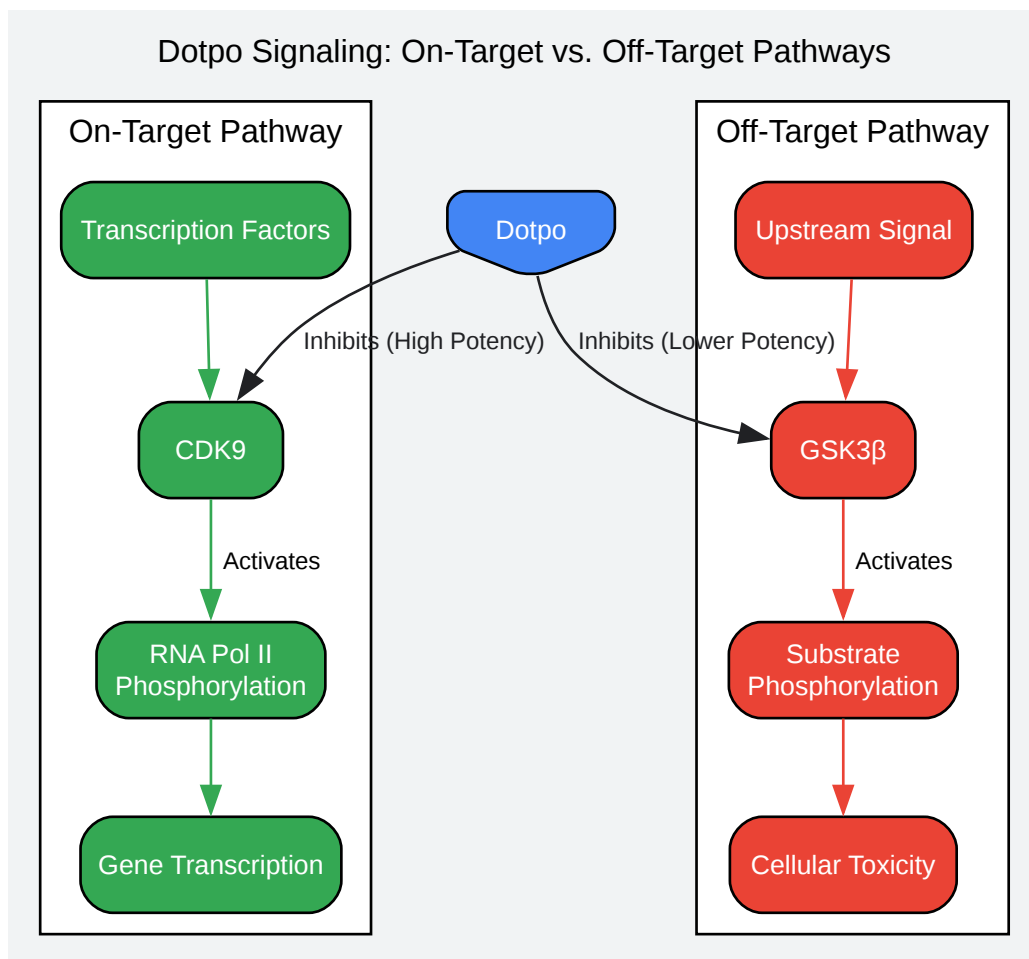 Dotpo Signaling: On-Target vs. Off-Target Pathways
On-Target Pathway
Off-Target Pathway
Transcription Factors
Dotpo
Upstream Signal
Inhibits (High Potency)
Inhibits (Lower Potency)
CDK9
GSK3β
Activates
Activates
RNA Pol II
Phosphorylation
Substrate
Phosphorylation
Gene Transcription
Cellular Toxicity